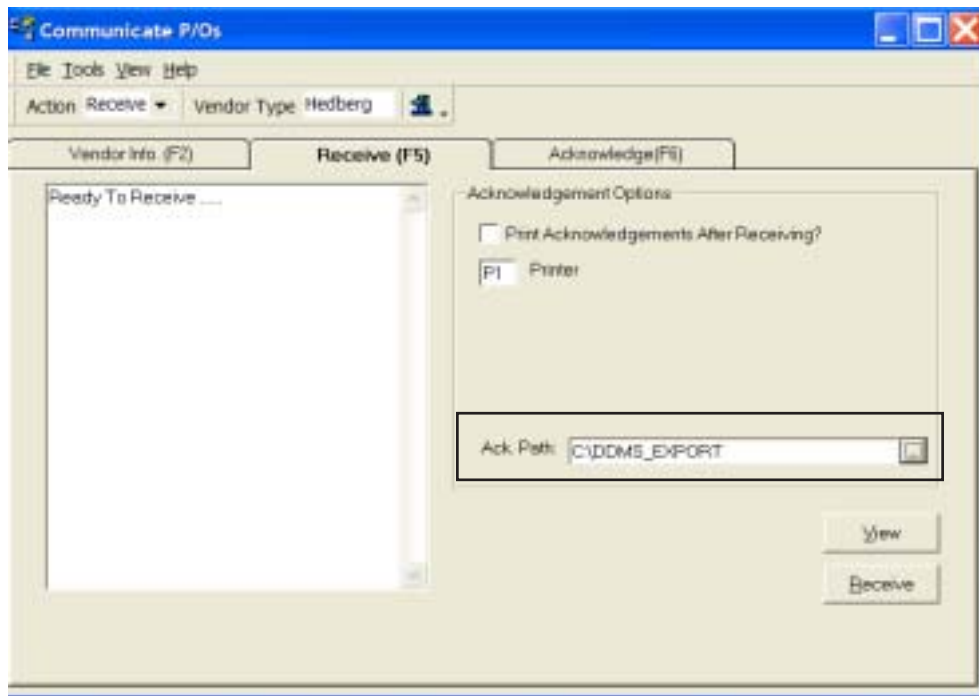 Communicate P/Os
File Tools View Help
Action Receive Vendor Type Hedberg
Vendor Info (F2) Receive (F5) Acknowledge(F6)
Ready To Receive ....
Acknowledgement Options
Print Acknowledgements After Receiving?
P1 Printer
Ack. Path: C:\DDMS_EXPORT
View
Receive